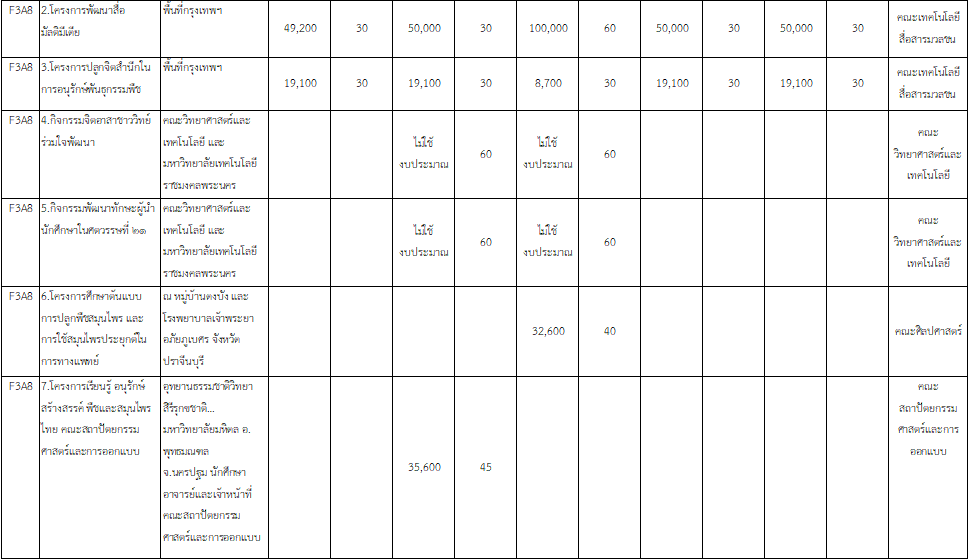 F3A8 2.โครงการพัฒนาสื่อ พื้นที่กรุงเทพฯ 49,200 30 50,000 30 100,000 60 50,000 30 50,000 30 คณะเทคโนโลยี
มัลติมีเดีย สื่อสารมวลชน
F3A8 3.โครงการปลูกจิตสำนึกใน พื้นที่กรุงเทพฯ 19,100 30 19,100 30 8,700 30 19,100 30 19,100 30 คณะเทคโนโลยี
การอนุรักษ์พันธุกรรมพืช สื่อสารมวลชน
F3A8 4.กิจกรรมจิตอาสาชาววิทย์ คณะวิทยาศาสตร์และ คณะ
ร่วมใจพัฒนา เทคโนโลยี และ ไม่ใช้ 60 ไม่ใช้ 60 วิทยาศาสตร์และ
มหาวิทยาลัยเทคโนโลยี งบประมาณ งบประมาณ เทคโนโลยี
ราชมงคลพระนคร
F3A8 5.กิจกรรมพัฒนาทักษะผู้นำ คณะวิทยาศาสตร์และ คณะ
นักศึกษาในศตวรรษที่ ๒๑ เทคโนโลยี และ ไม่ใช้ 60 ไม่ใช้ 60 วิทยาศาสตร์และ
มหาวิทยาลัยเทคโนโลยี งบประมาณ งบประมาณ เทคโนโลยี
ราชมงคลพระนคร
F3A8 6.โครงการศึกษาต้นแบบ ณ หมู่บ้านดงบัง และ
การปลูกพืชสมุนไพร และ โรงพยาบาลเจ้าพระยา 32,600 40 คณะศิลปศาสตร์
การใช้สมุนไพรประยุกต์ใน อภัยภูเบศร จังหวัด
การทางแพทย์ ปราจีนบุรี
F3A8 7.โครงการเรียนรู้ อนุรักษ์ อุทยานธรรมชาติวิทยา คณะ
สร้างสรรค์ พืชและสมุนไพร สิรีรุกขชาติ... สถาปัตยกรรม
ไทย คณะสถาปัตยกรรม มหาวิทยาลัยมหิดล อ. ศาสตร์และการ
ศาสตร์และการออกแบบ พุทธมณฑล ออกแบบ
จ.นครปฐม นักศึกษา 35,600 45
อาจารย์และเจ้าหน้าที่
คณะสถาปัตยกรรม
ศาสตร์และการออกแบบ